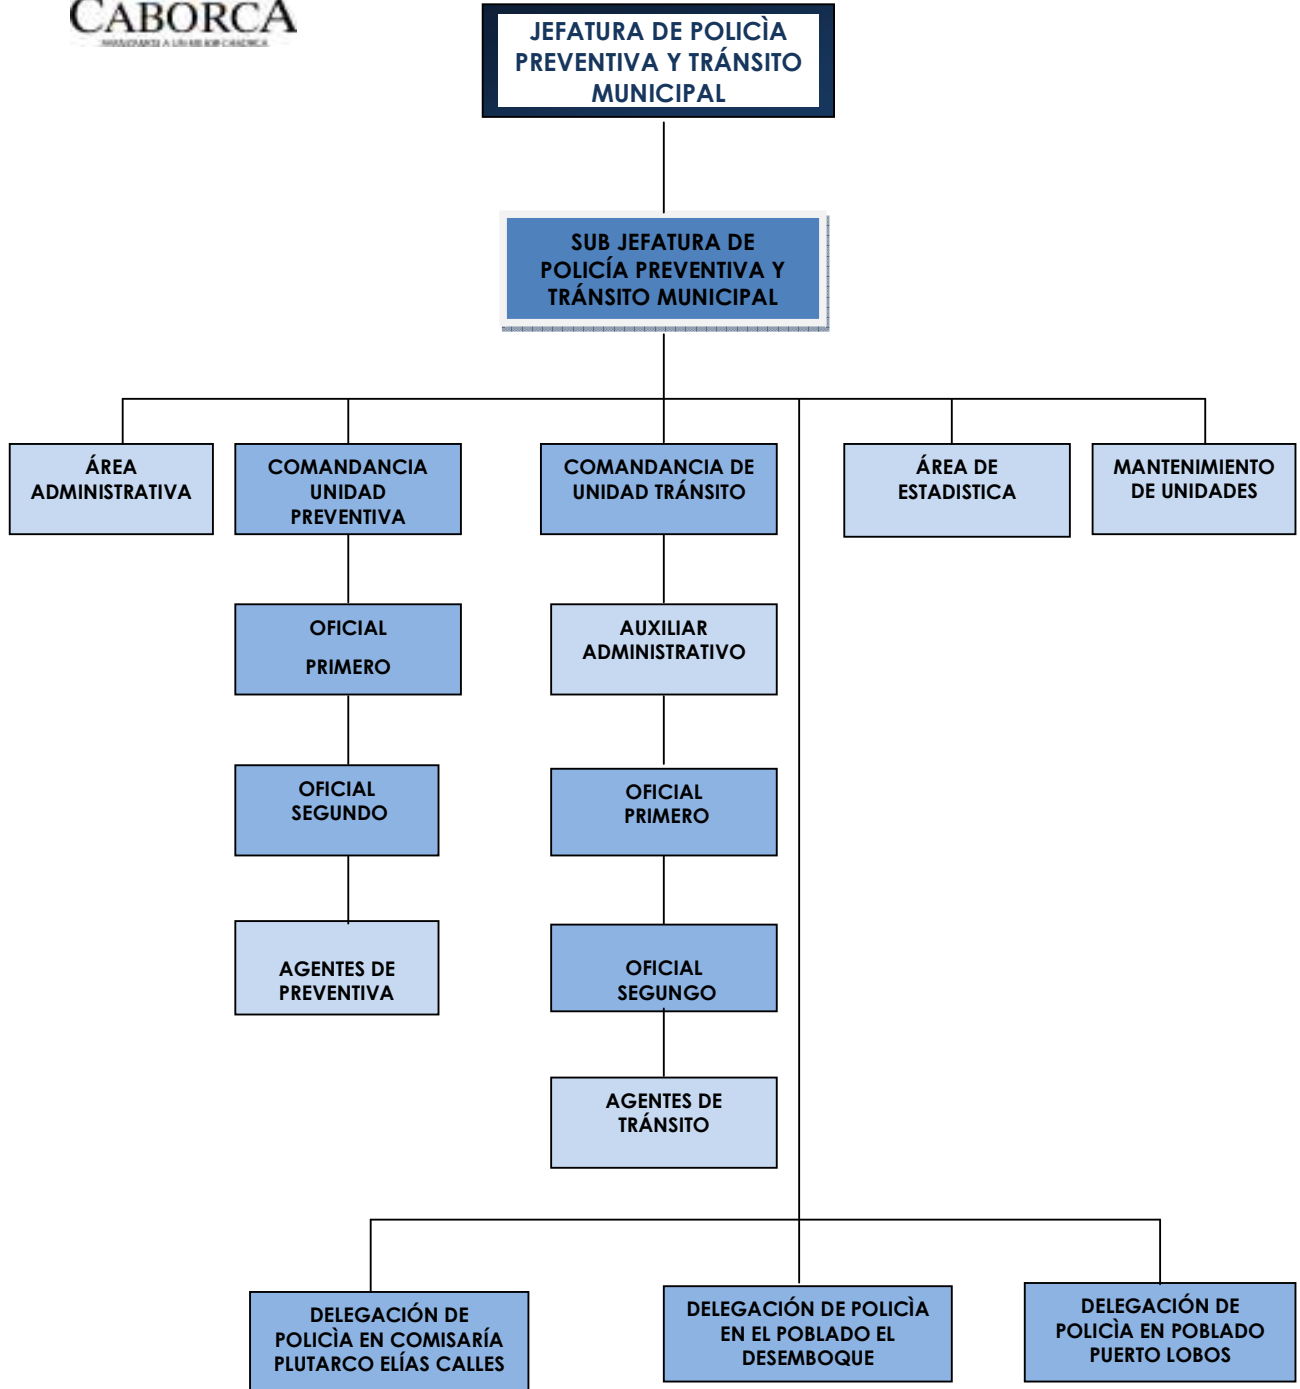 CABORCA
JEFATURA DE POLICÌA
PREVENTIVA Y TRÁNSITO
MUNICIPAL
SUB JEFATURA DE
POLICÍA PREVENTIVA Y
TRÁNSITO MUNICIPAL
ÁREA
ADMINISTRATIVA
COMANDANCIA
UNIDAD
PREVENTIVA
COMANDANCIA DE
UNIDAD TRÁNSITO
ÁREA DE
ESTADISTICA
MANTENIMIENTO
DE UNIDADES
OFICIAL
PRIMERO
AUXILIAR
ADMINISTRATIVO
OFICIAL
SEGUNDO
OFICIAL
PRIMERO
AGENTES DE
PREVENTIVA
OFICIAL
SEGUNGO
AGENTES DE
TRÁNSITO
DELEGACIÓN DE
POLICÌA EN COMISARÍA
PLUTARCO ELÍAS CALLES
DELEGACIÓN DE POLICÌA
EN EL POBLADO EL
DESEMBOQUE
DELEGACIÓN DE
POLICÌA EN POBLADO
PUERTO LOBOS